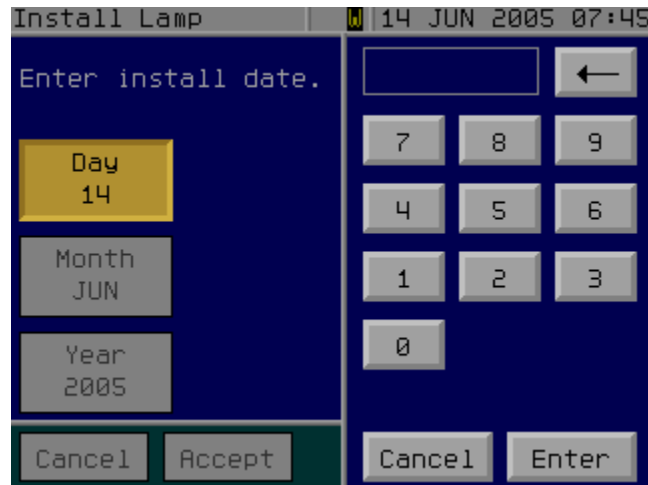 Install Lamp
W
14 JUN 2005 07:45
Enter install date.
Day
14
Month
JUN
Year
2005
Cancel
Accept
←
7 8 9
4 5 6
1 2 3
0
Cancel
Enter